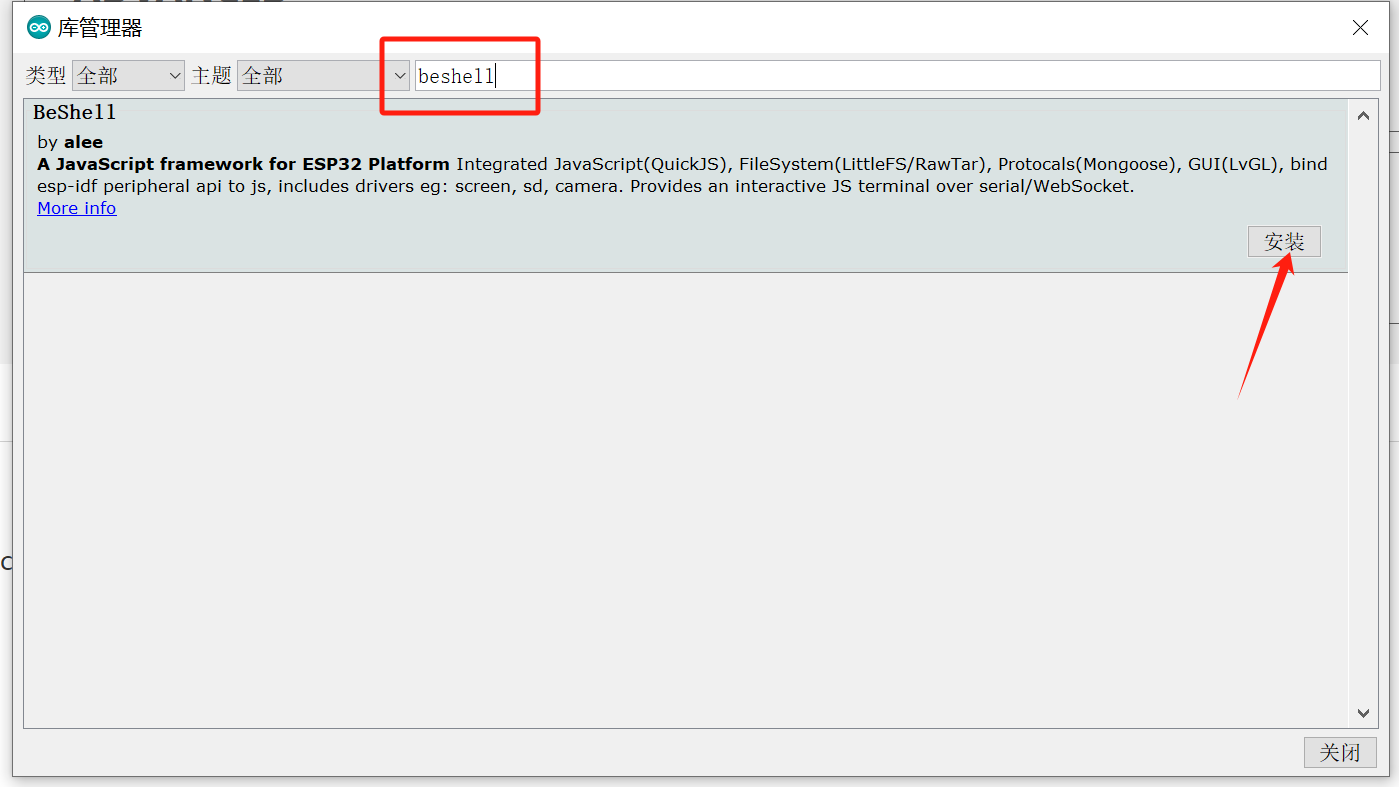 库管理器
类型 全部 主题 全部 beshell
BeShell
by alee
A JavaScript framework for ESP32 Platform Integrated JavaScript(QuickJS), FileSystem(LittleFS/RawTar), Protocals(Mongoose), GUI(LvGL), bind
esp-idf peripheral api to js, includes drivers eg: screen, sd, camera. Provides an interactive JS terminal over serial/WebSocket.
More info
安装
关闭